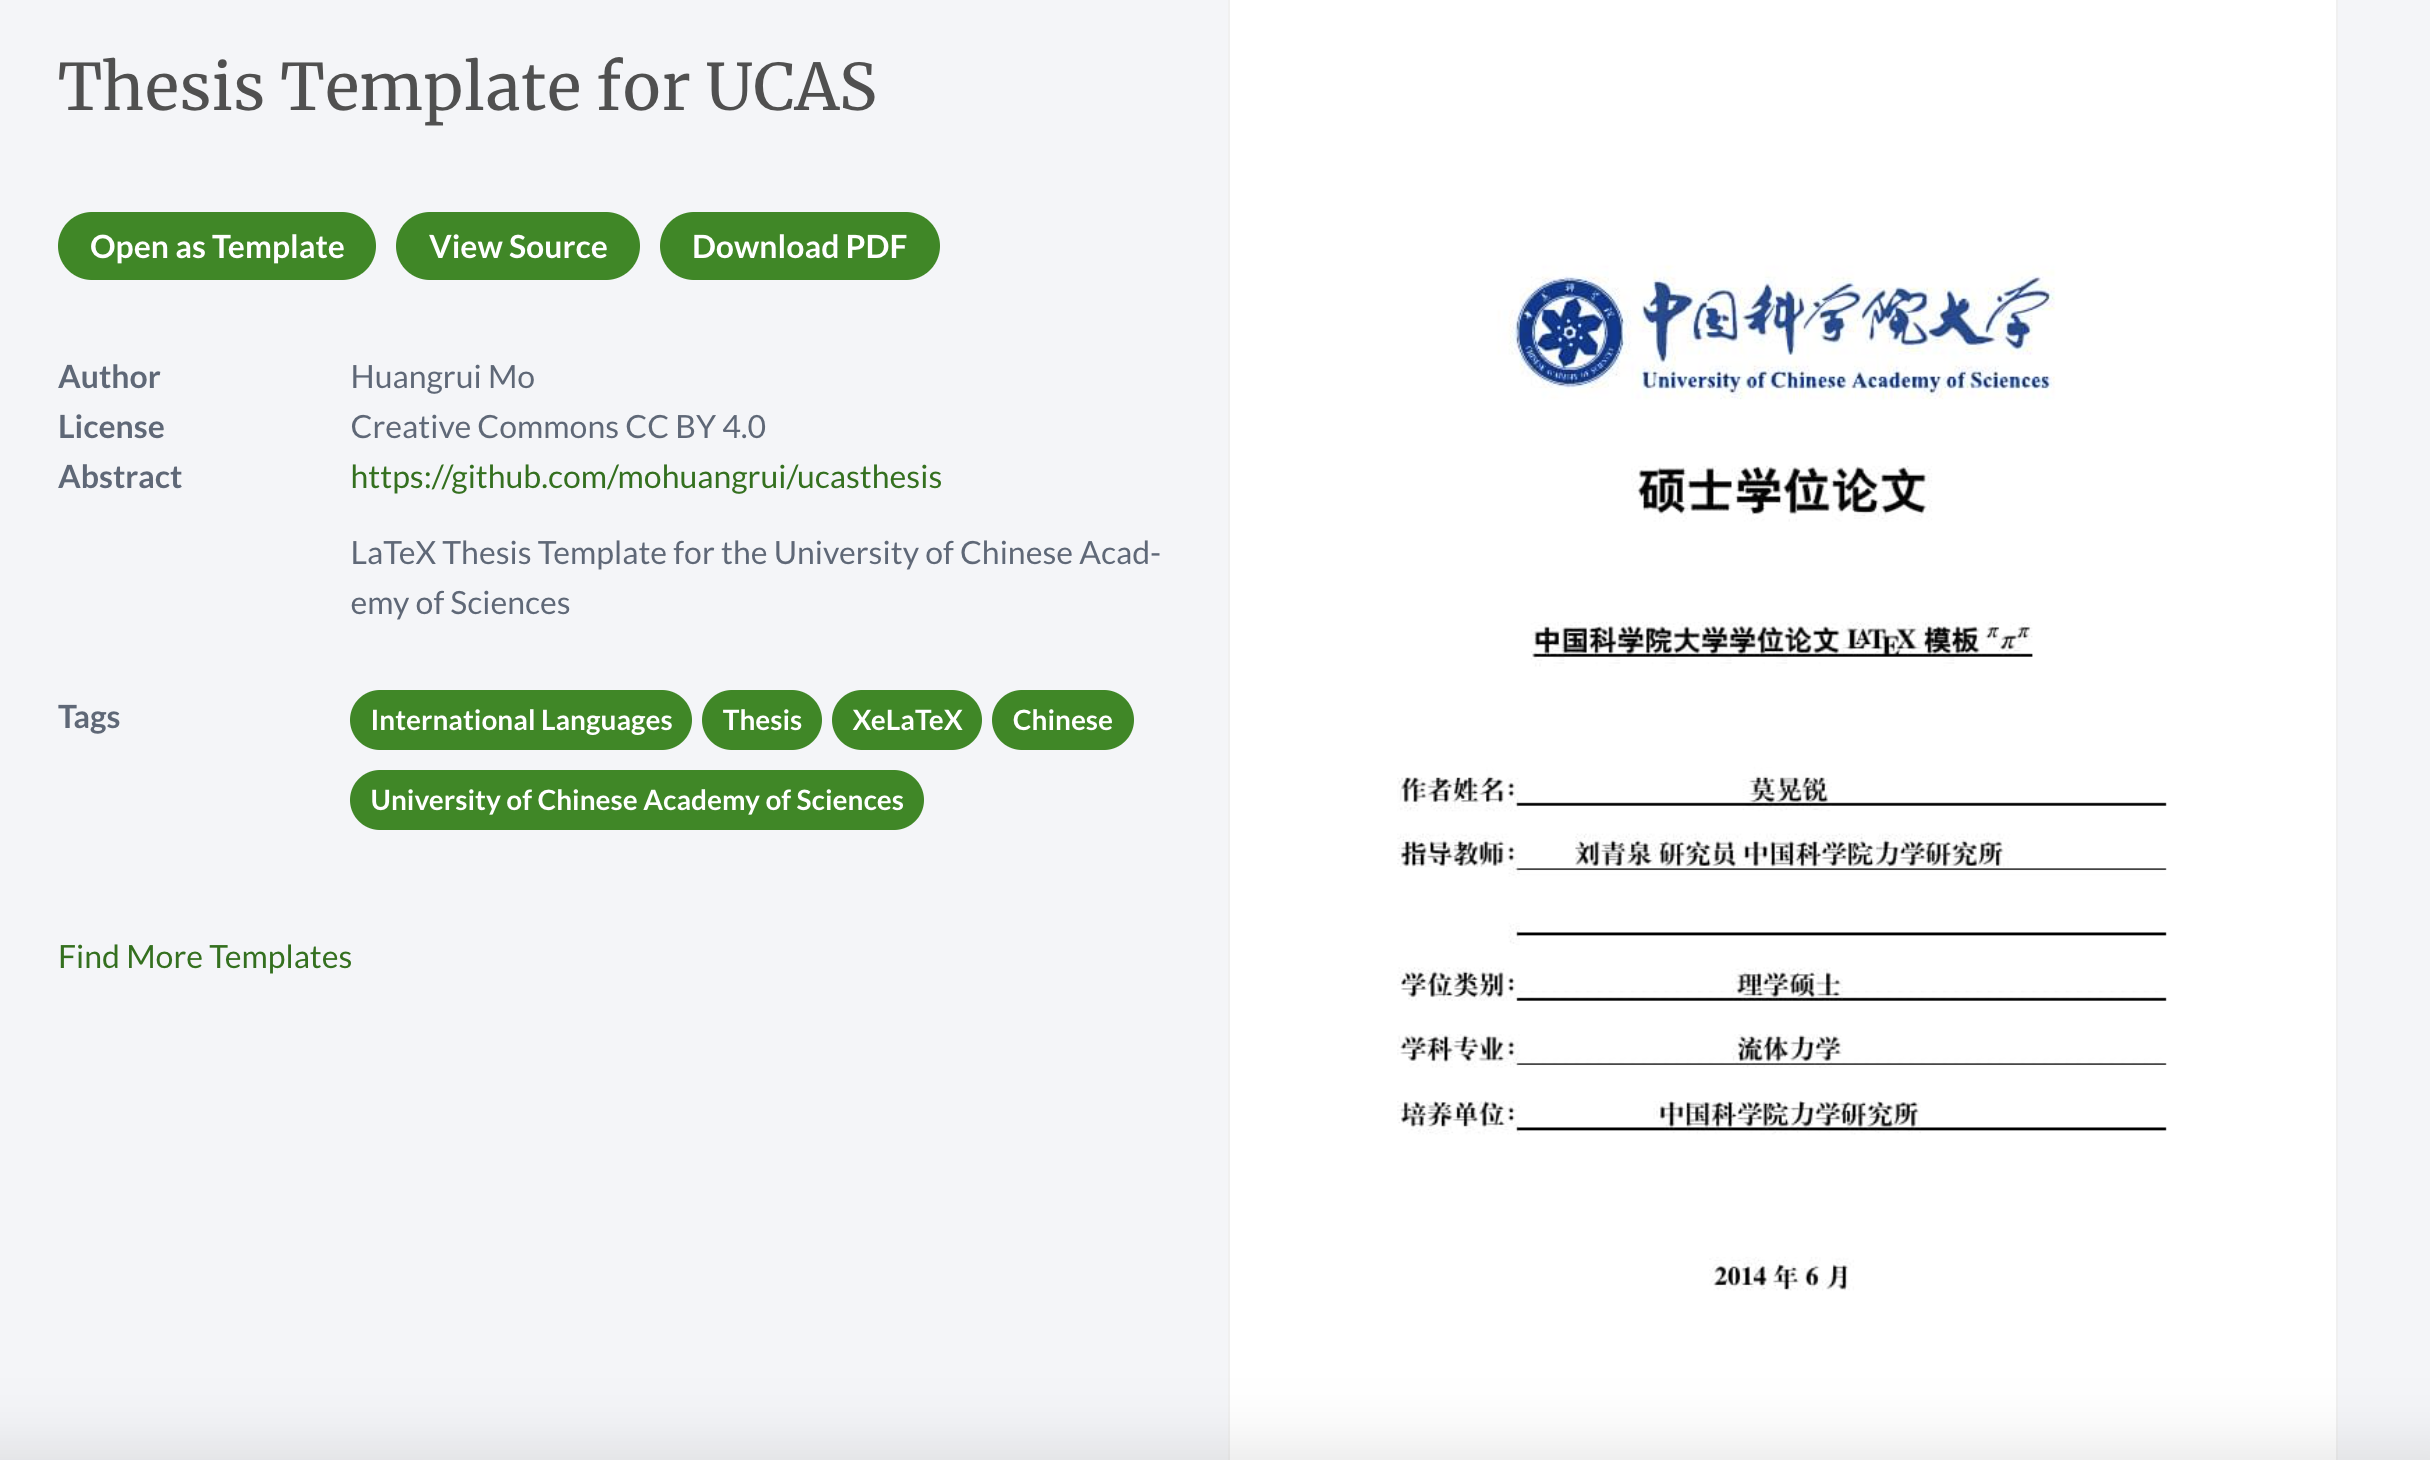 Thesis Template for UCAS
Open as Template
View Source
Download PDF
Author Huangrui Mo
License Creative Commons CC BY 4.0
Abstract https://github.com/mohuangrui/ucasthesis
LaTeX Thesis Template for the University of Chinese Acad-
emy of Sciences
Tags International Languages Thesis XeLaTeX Chinese
University of Chinese Academy of Sciences
Find More Templates
中国科学院大学
University of Chinese Academy of Sciences
硕士学位论文
中国科学院大学学位论文 LATEX 模板 π π π
作者姓名: 莫晃锐
指导教师: 刘青泉 研究员 中国科学院力学研究所
学位类别: 理学硕士
学科专业: 流体力学
培养单位: 中国科学院力学研究所
2014 年 6 月